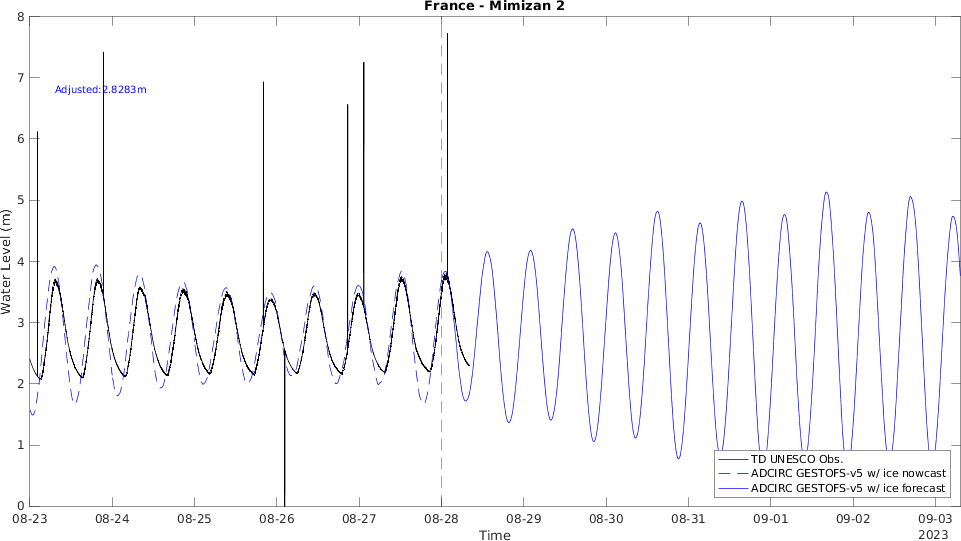 France - Mimizan 2
8
7
6
5
4
3
2
1
0
Water Level (m)
Adjusted:2.8283m
TD UNESCO Obs.
ADCIRC GESTOFS-v5 w/ ice nowcast
ADCIRC GESTOFS-v5 w/ ice forecast
08-23 08-24 08-25 08-26 08-27 08-28 08-29 08-30 08-31 09-01 09-02 09-03
Time
2023